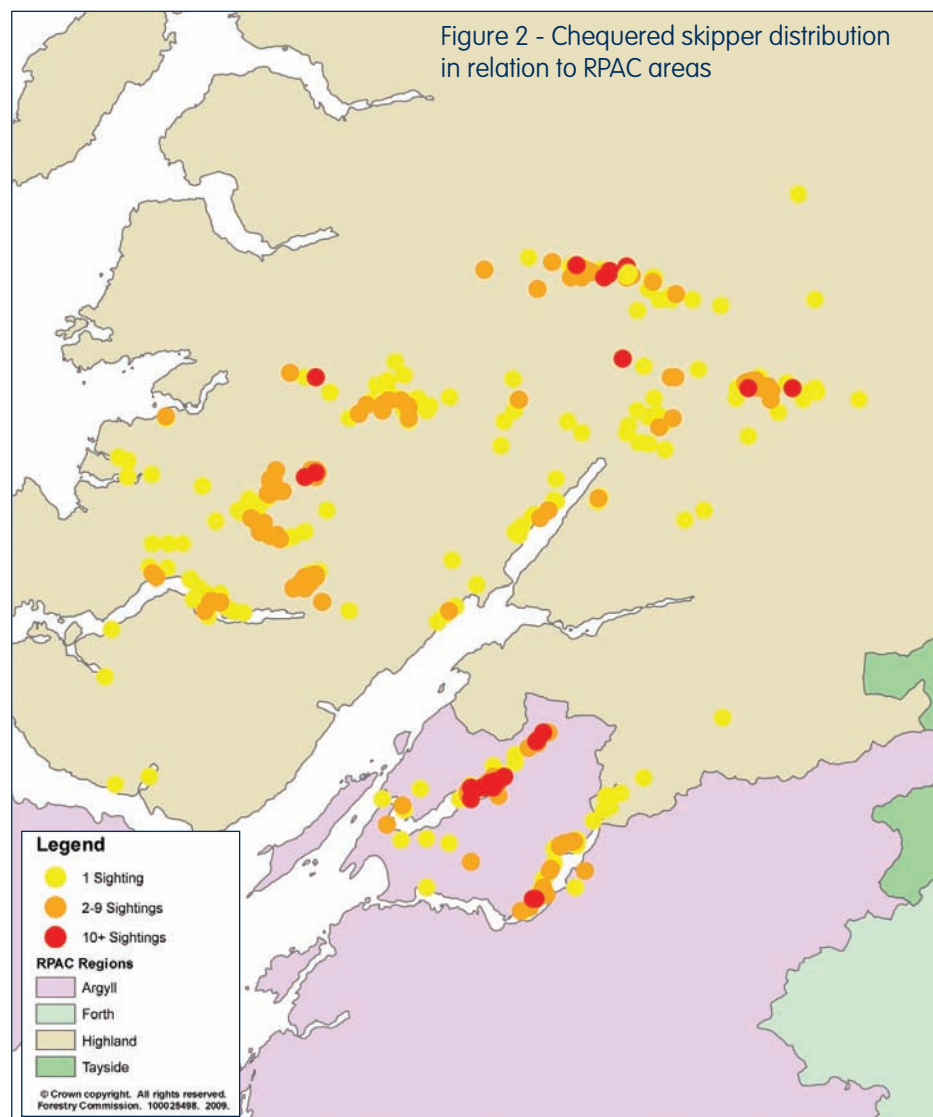 Figure 2 - Chequered skipper distribution
in relation to RPAC areas
Legend
1 Sighting
2-9 Sightings
10+ Sightings
RPAC Regions
Argyll
Forth
Highland
Tayside
© Crown copyright. All rights reserved.
Forestry Commission. 100025498. 2009.